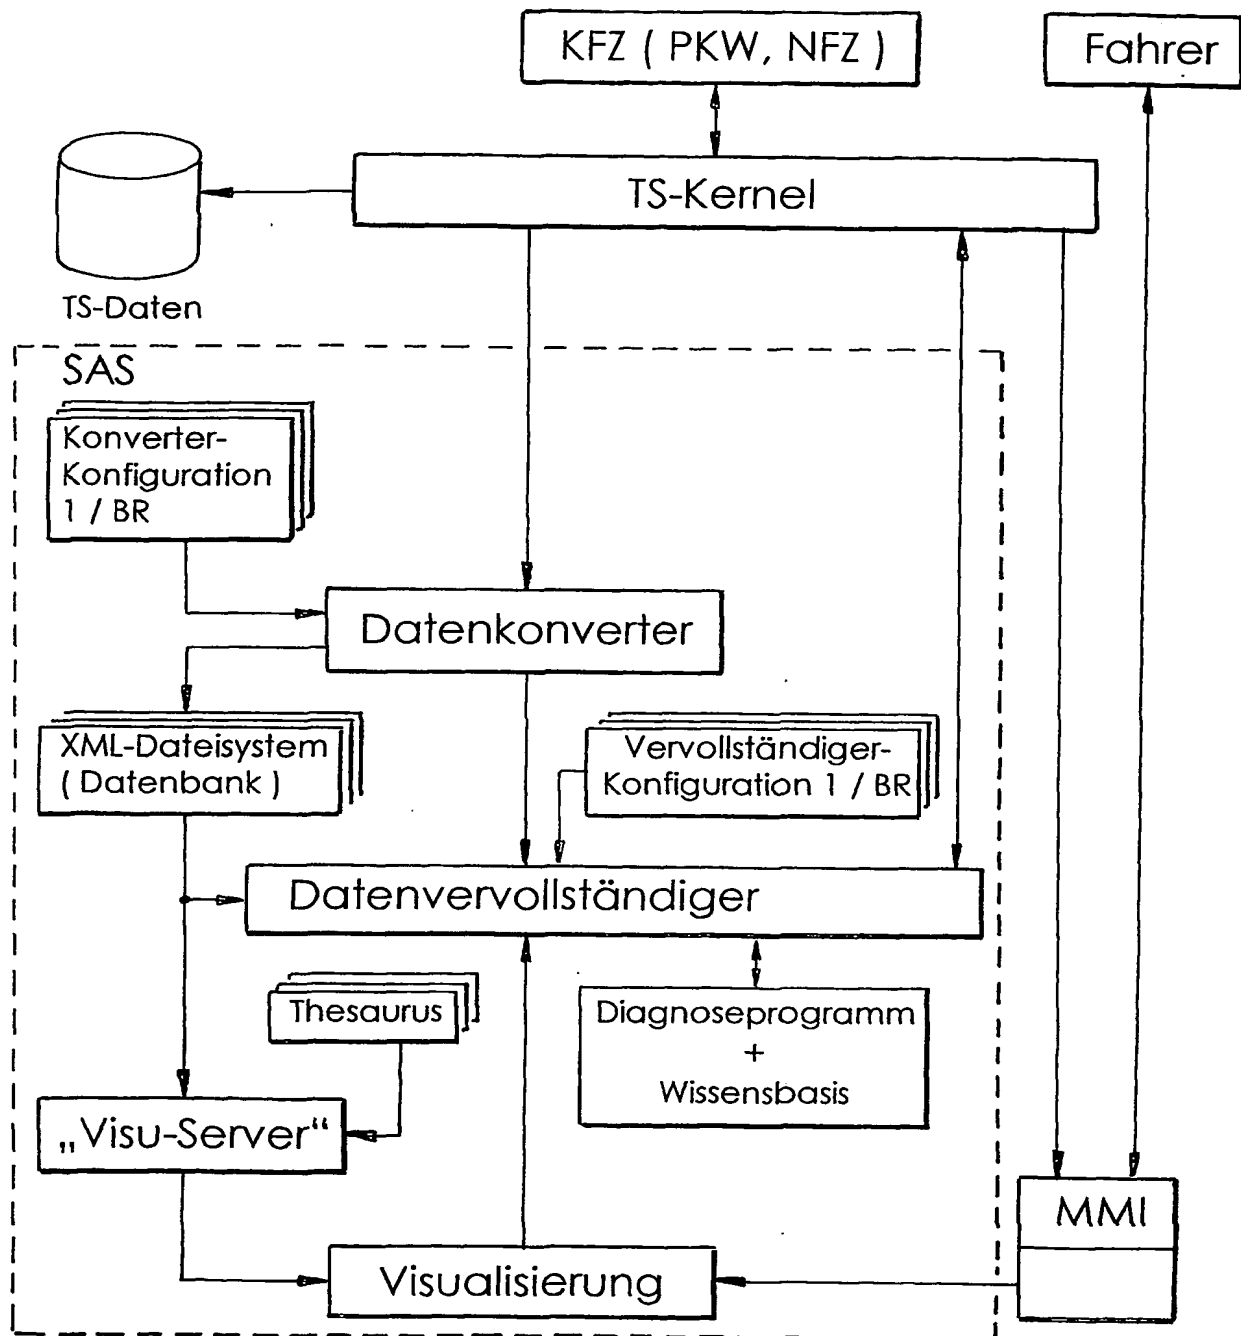 KFZ ( PKW, NFZ )
Fahrer
TS-Kernel
TS-Daten
SAS
Konverter-
Konfiguration
1 / BR
Datenkonverter
XML-Dateisystem
( Datenbank )
Vervollständiger-
Konfiguration 1 / BR
Datenvervollständiger
Thesaurus
Diagnoseprogramm
+
Wissensbasis
„Visu-Server“
MMI
Visualisierung